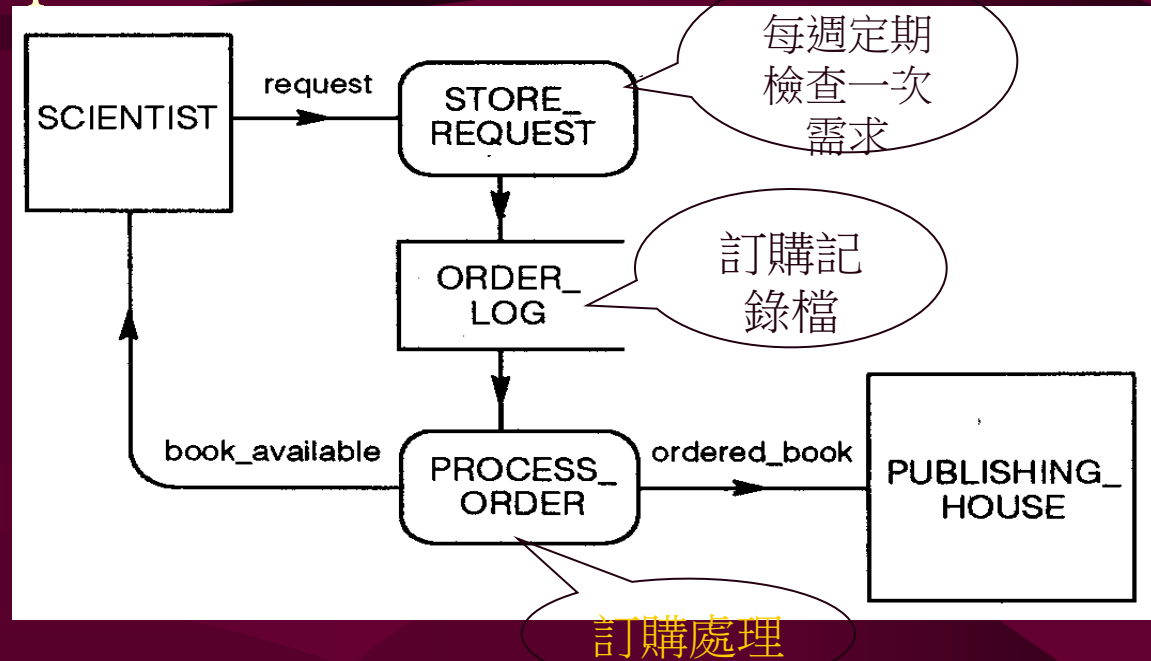 每週定期
檢查一次
需求
request
SCIENTIST
STORE_
REQUEST
訂購記
錄檔
ORDER_
LOG
book_available
PROCESS_
ORDER
ordered_book
PUBLISHING_
HOUSE
訂購處理